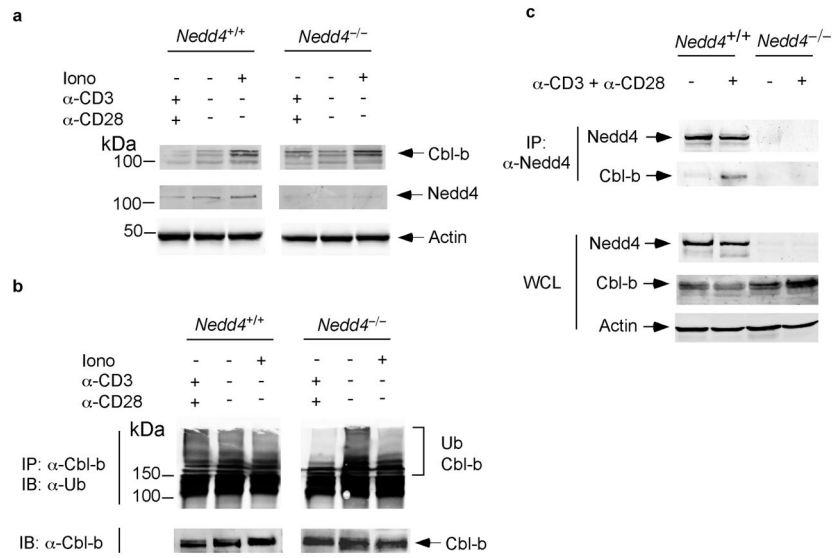 a
Nedd4+/+ Nedd4−/−
Iono - - + - - +
α-CD3 + - - + - -
α-CD28 + - - + - -
kDa
100 Cbl-b
100 Nedd4
50 Actin
b
Nedd4+/+ Nedd4−/−
Iono - - + - - +
α-CD3 + - - + - -
α-CD28 + - - + - -
kDa
IP: α-Cbl-b
IB: α-Ub
150
100
Ub
Cbl-b
IB: α-Cbl-b Cbl-b
c
Nedd4+/+ Nedd4−/−
α-CD3 + α-CD28 - + - +
IP:
α-Nedd4
Nedd4
Cbl-b
WCL
Nedd4
Cbl-b
Actin